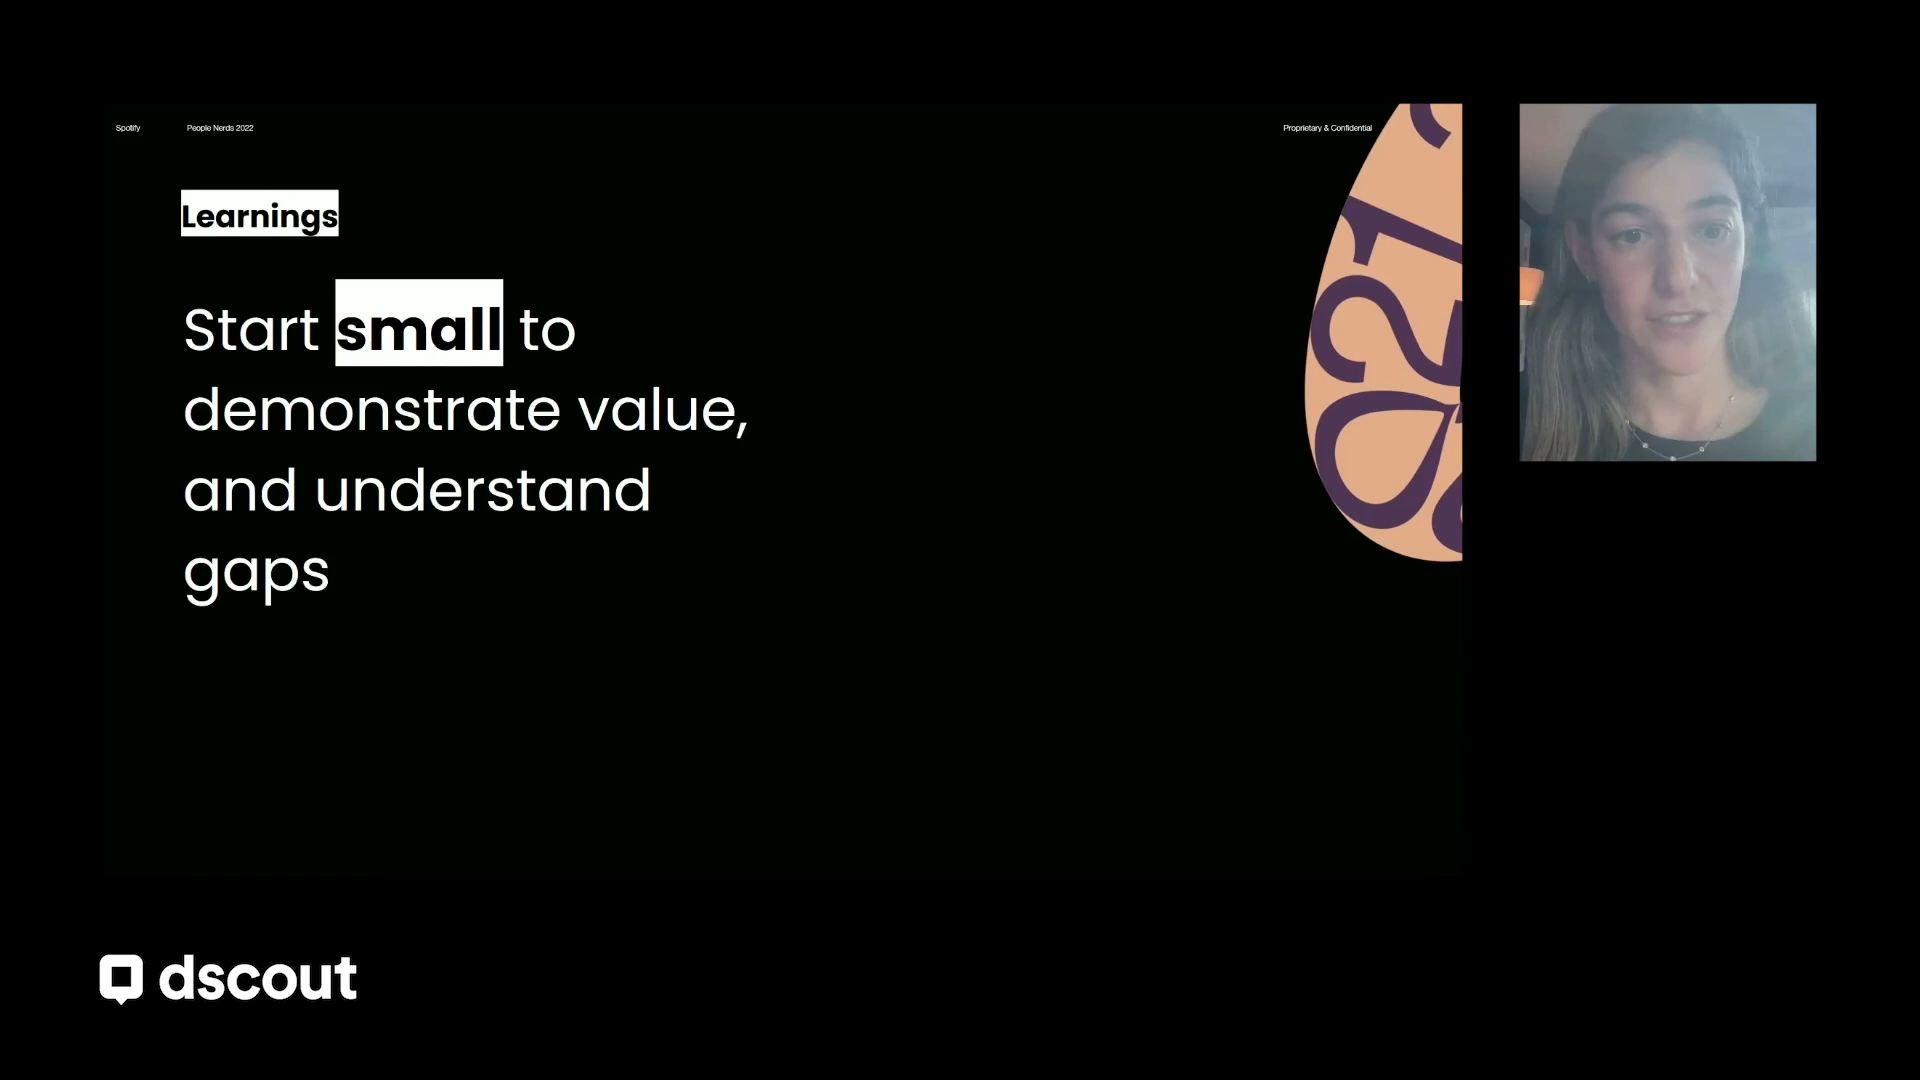 Spotify People Nerds 2022 Proprietary & Confidential
Learnings
Start small to
demonstrate value,
and understand
gaps
dscout